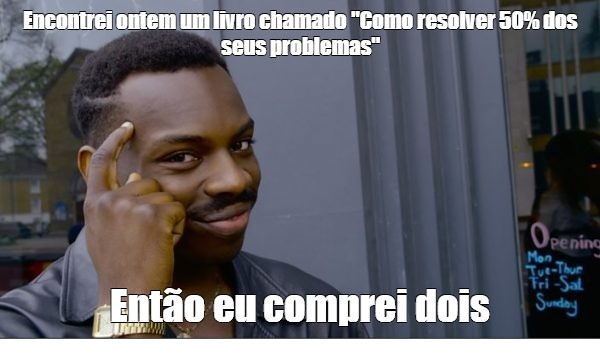 Encontrei ontem um livro chamado "Como resolver 50% dos
seus problemas"
Opening
Mon
Tue-Thur
Fri-Sat
Sunday
Então eu comprei dois